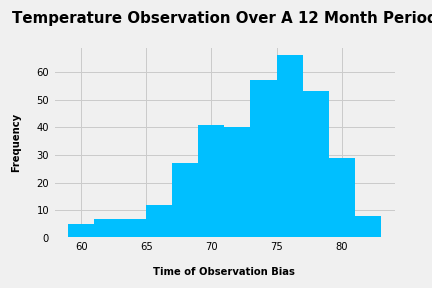 Temperature Observation Over A 12 Month Period
Frequency
60
50
40
30
20
10
0
60 65 70 75 80
Time of Observation Bias